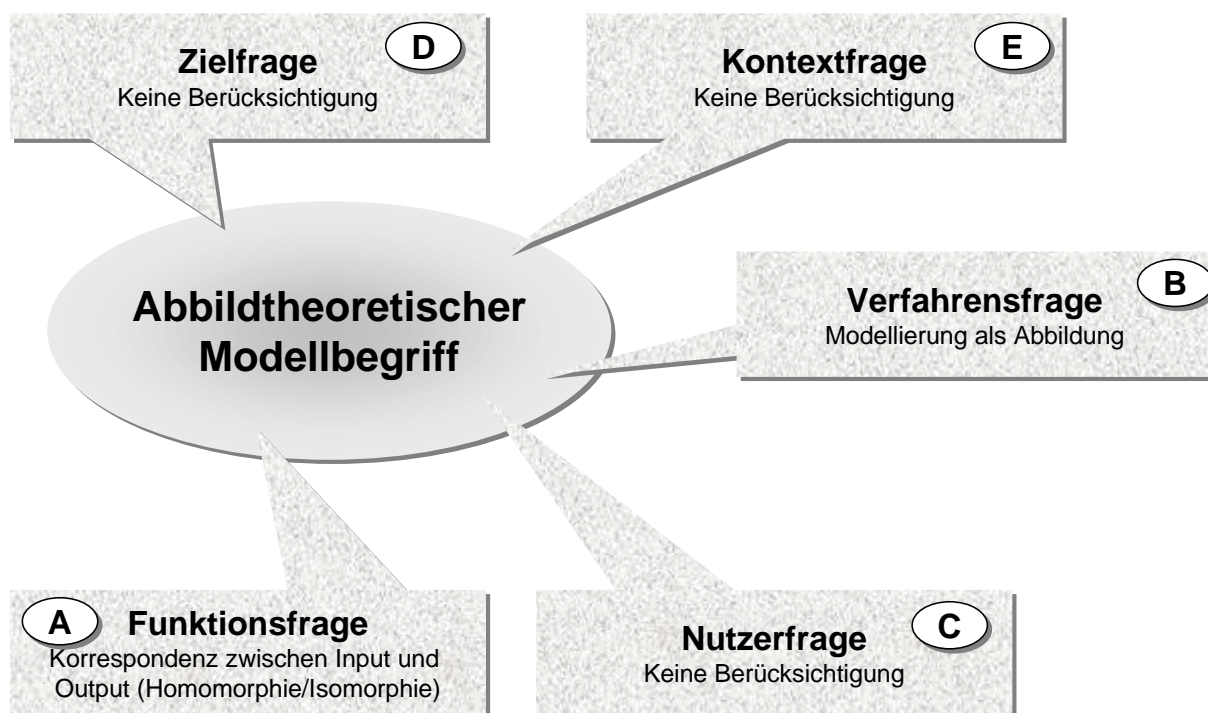 D
Zielfrage
Keine Berücksichtigung
E
Kontextfrage
Keine Berücksichtigung
Abbildtheoretischer
Modellbegriff
B
Verfahrensfrage
Modellierung als Abbildung
A
Funktionsfrage
Korrespondenz zwischen Input und
Output (Homomorphie/Isomorphie)
C
Nutzerfrage
Keine Berücksichtigung